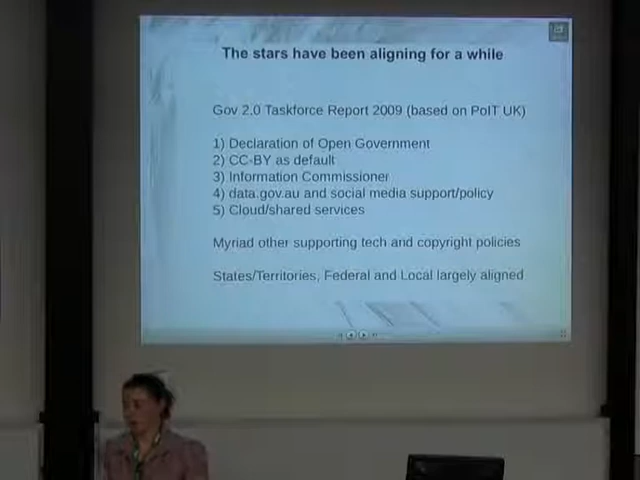 The stars have been aligning for a while
Gov 2.0 Taskforce Report 2009 (based on PoIT UK)
1) Declaration of Open Government
2) CC-BY as default
3) Information Commissioner
4) data.gov.au and social media support/policy
5) Cloud/shared services
Myriad other supporting tech and copyright policies
States/Territories, Federal and Local largely aligned